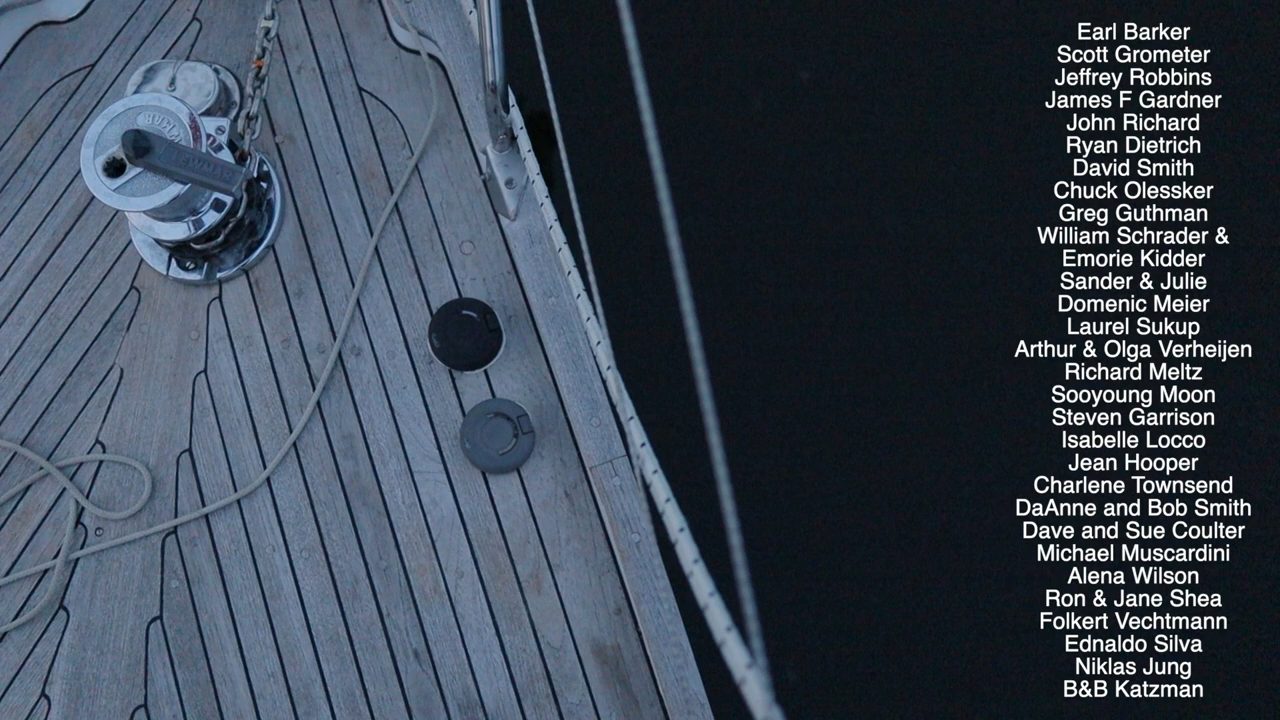 Earl Barker
Scott Grometer
Jeffrey Robbins
James F Gardner
John Richard
Ryan Dietrich
David Smith
Chuck Olessker
Greg Guthman
William Schrader &
Emorie Kidder
Sander & Julie
Domenic Meier
Laurel Sukup
Arthur & Olga Verheijen
Richard Meltz
Sooyoung Moon
Steven Garrison
Isabelle Locco
Jean Hooper
Charlene Townsend
DaAnne and Bob Smith
Dave and Sue Coulter
Michael Muscardini
Alena Wilson
Ron & Jane Shea
Folkert Vechtmann
Ednaldo Silva
Niklas Jung
B&B Katzman